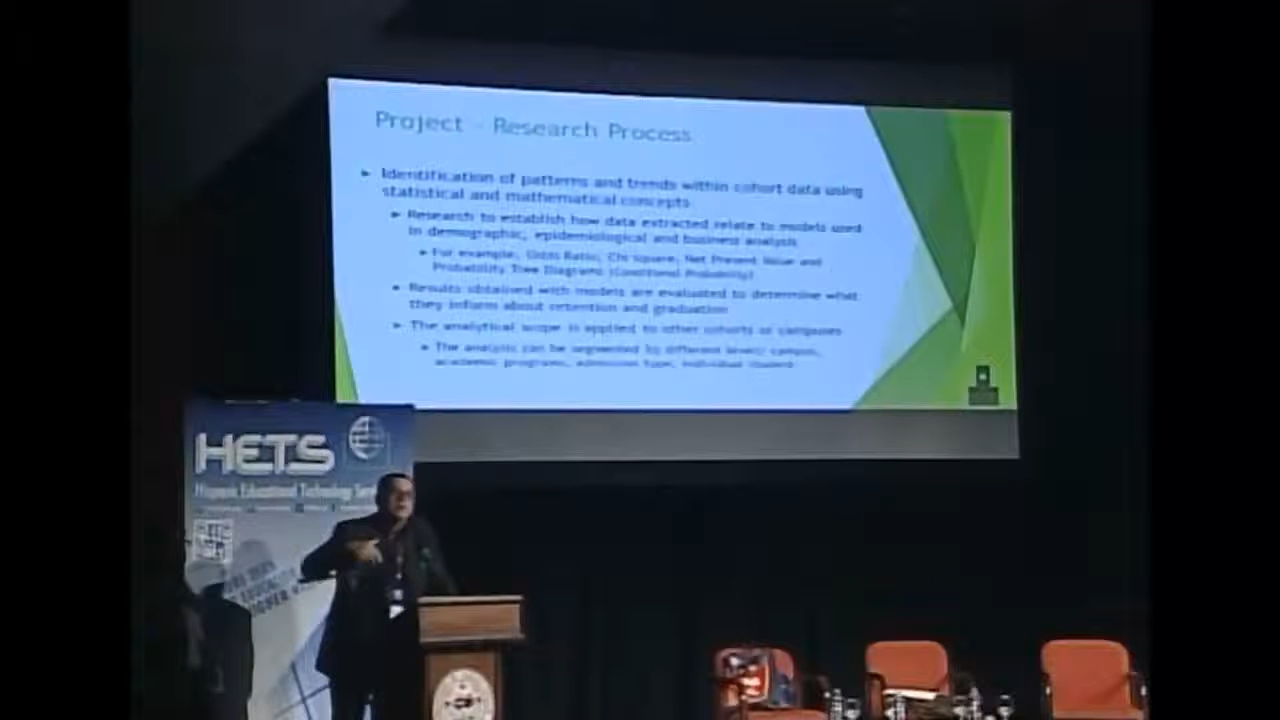 Project - Research Process
► Identification of patterns and trends within cohort data using
statistical and mathematical concepts
► Research to establish how data extracted relate to models used
in demographic, epidemiological and business analysis
► For example, Odds Ratio, Chi Square, Net Present Value and
Probability Tree Diagrams (Conditional Probability)
► Results obtained with models are evaluated to determine what
they inform about retention and graduation
► The analytical scope is applied to other cohorts or campuses
► The analysis can be segmented by different levels: campus,
academic programs, admission type, individual student
HETS
Hispanic Educational Technology